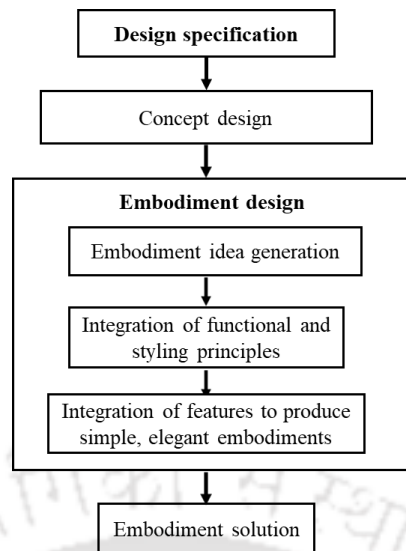 Design specification
Concept design
Embodiment design
Embodiment idea generation
Integration of functional and
styling principles
Integration of features to produce
simple, elegant embodiments
Embodiment solution